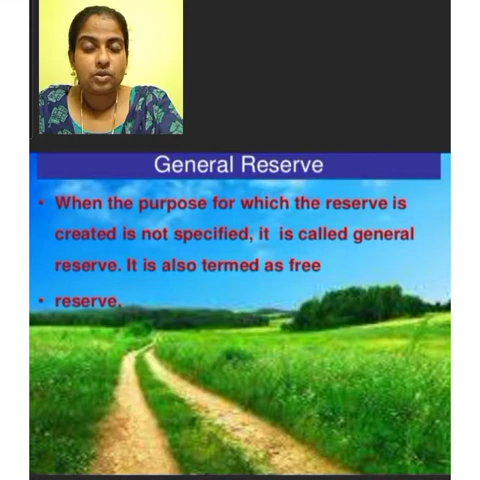 General Reserve
• When the purpose for which the reserve is
created is not specified, it is called general
reserve. It is also termed as free
• reserve.